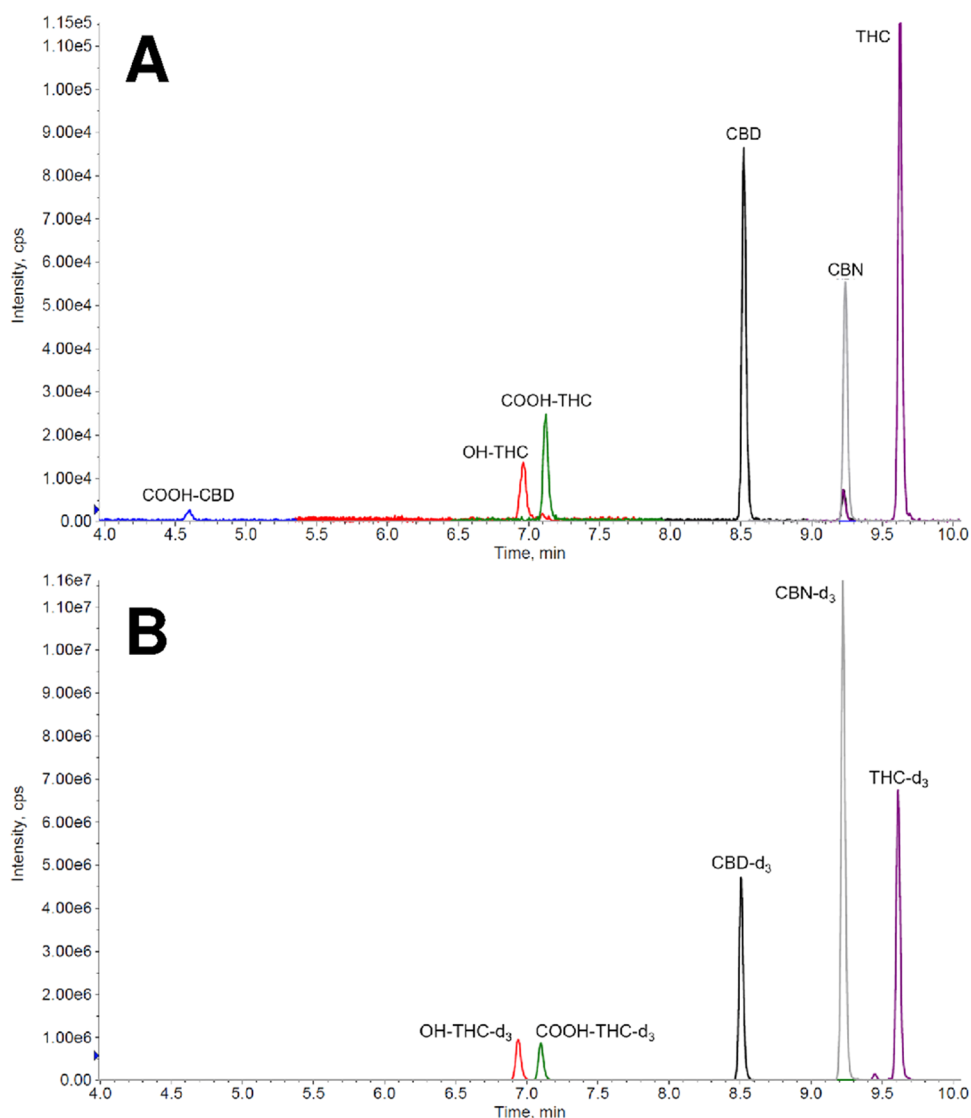 A
1.15e5
1.10e5
1.00e5
9.00e4
8.00e4
7.00e4
6.00e4
5.00e4
4.00e4
3.00e4
2.00e4
1.00e4
0.00
Intensity, cps
THC
CBD
CBN
COOH-THC
OH-THC
COOH-CBD
4.0 4.5 5.0 5.5 6.0 6.5 7.0 7.5 8.0 8.5 9.0 9.5 10.0
Time, min
B
1.16e7
1.10e7
1.00e7
9.00e6
8.00e6
7.00e6
6.00e6
5.00e6
4.00e6
3.00e6
2.00e6
1.00e6
0.00
Intensity, cps
CBN-d₃
THC-d₃
CBD-d₃
OH-THC-d₃ COOH-THC-d₃
4.0 4.5 5.0 5.5 6.0 6.5 7.0 7.5 8.0 8.5 9.0 9.5 10.0
Time, min